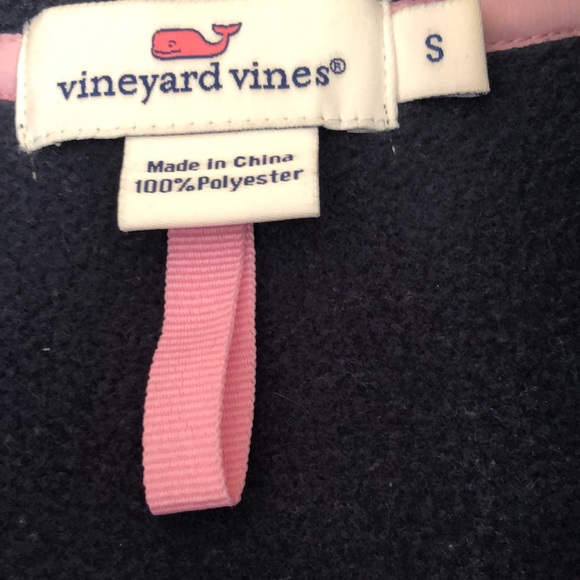 vineyard vines®
S
Made in China
100%Polyester